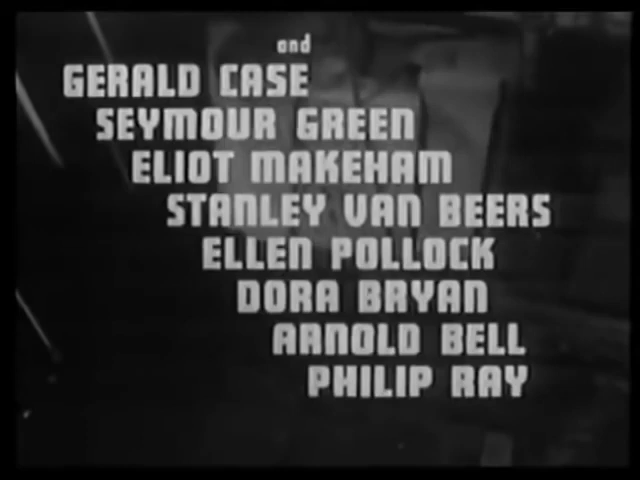 and
GERALD CASE
SEYMOUR GREEN
ELIOT MAKEHAM
STANLEY VAN BEERS
ELLEN POLLOCK
DORA BRYAN
ARNOLD BELL
PHILIP RAY